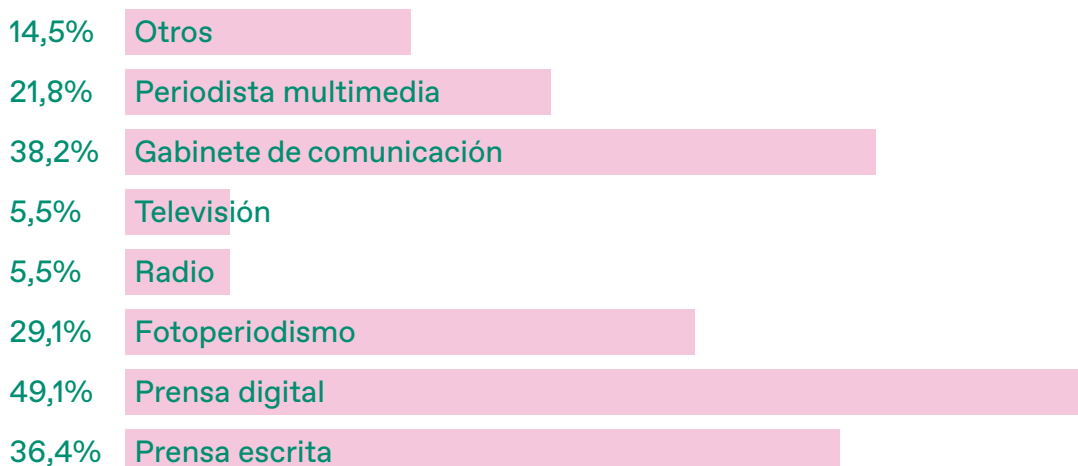 14,5% Otros
21,8% Periodista multimedia
38,2% Gabinete de comunicación
5,5% Televisión
5,5% Radio
29,1% Fotoperiodismo
49,1% Prensa digital
36,4% Prensa escrita